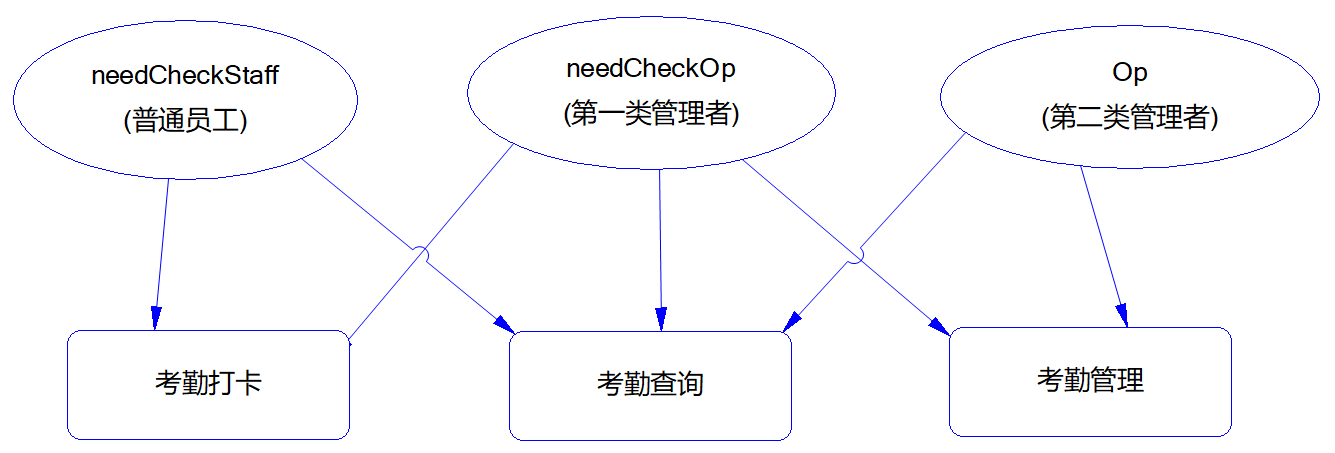 needCheckStaff
(普通员工)
needCheckOp
(第一类管理者)
Op
(第二类管理者)
考勤打卡
考勤查询
考勤管理